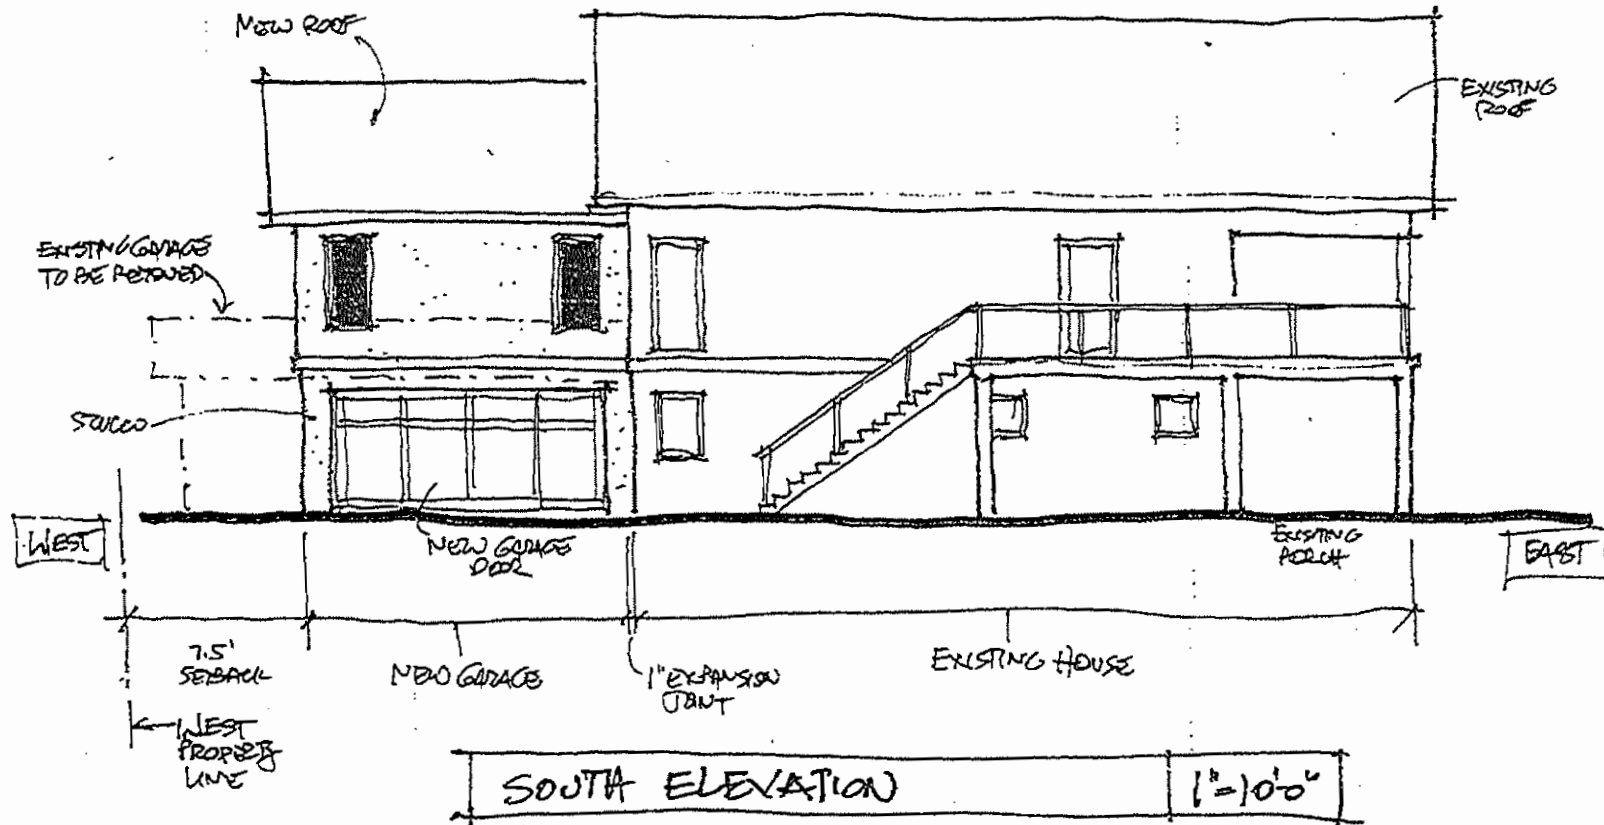 NEW ROOF
EXISTING
ROOF
EXISTING GARAGE
TO BE REMOVED
STUCCO
WEST
NEW GARAGE
DOOR
EXISTING
PORCH
EAST
7.5'
SETBACK
NEW GARAGE
1" EXPANSION
JOINT
EXISTING HOUSE
WEST
PROPERTY
LINE
SOUTH ELEVATION
1"=10'-0"